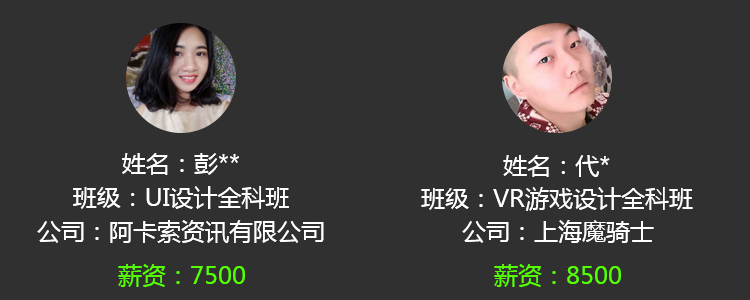 姓名：彭**
班级：UI设计全科班
公司：阿卡索资讯有限公司
薪资：7500
姓名：代*
班级：VR游戏设计全科班
公司：上海魔骑士
薪资：8500